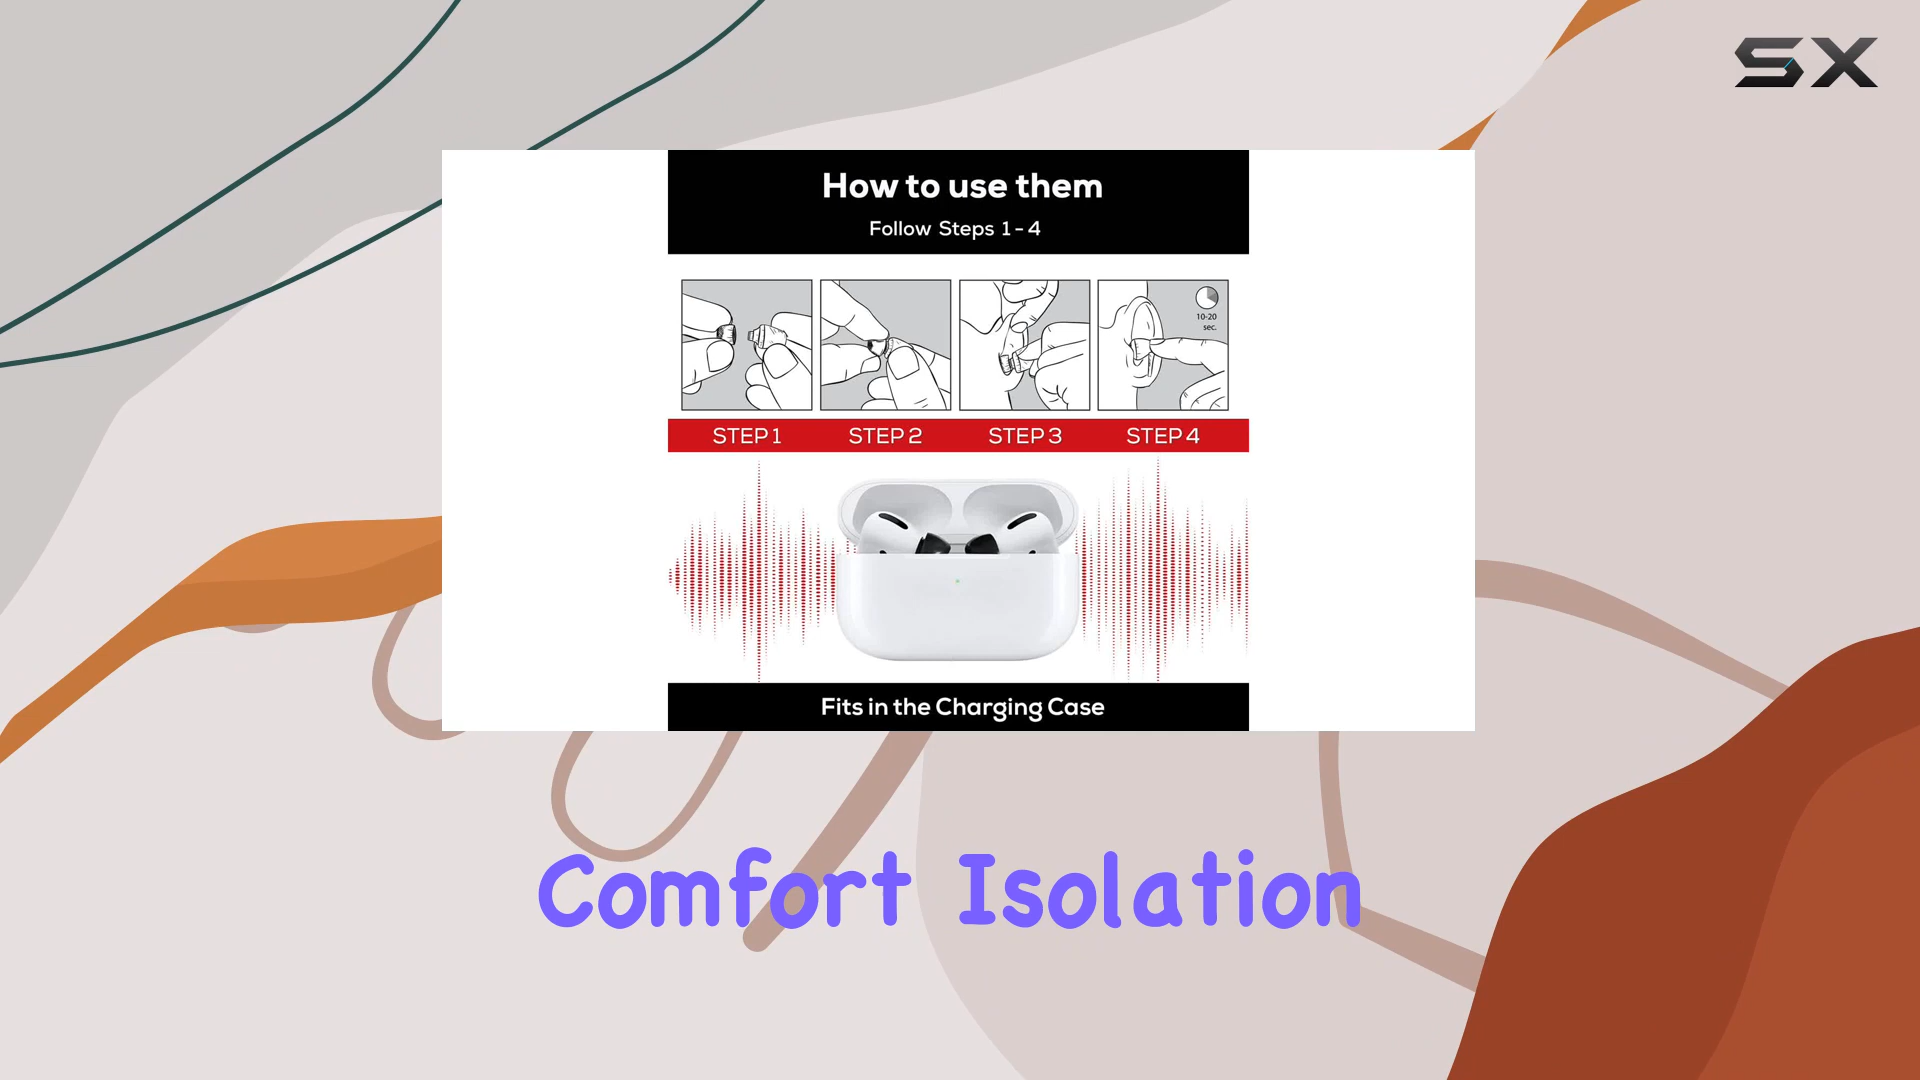 SX
How to use them
Follow Steps 1 - 4
10-20
sec.
STEP 1 STEP 2 STEP 3 STEP 4
Fits in the Charging Case
Comfort Isolation